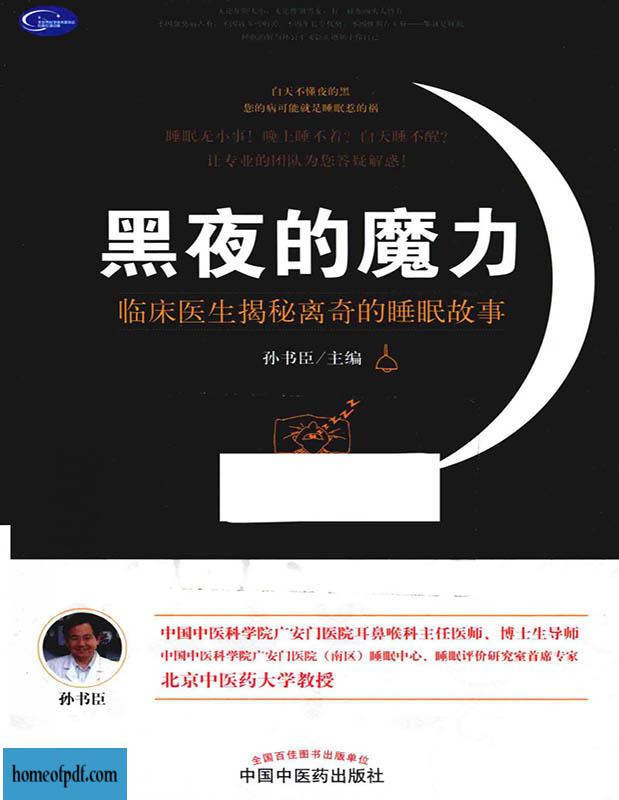 白天不懂夜的黑
您的病可能就是睡眠惹的祸
睡眠无小事!晚上睡不着?白天睡不醒?
让专业的团队为您答疑解惑!
黑夜的魔力
临床医生揭秘离奇的睡眠故事
孙书臣/主编
中国中医科学院广安门医院耳鼻喉科主任医师、博士生导师
中国中医科学院广安门医院(南区)睡眠中心、睡眠评价研究室首席专家
北京中医药大学教授
孙书臣
全国百佳图书出版单位
中国中医药出版社
homeofpdf.com